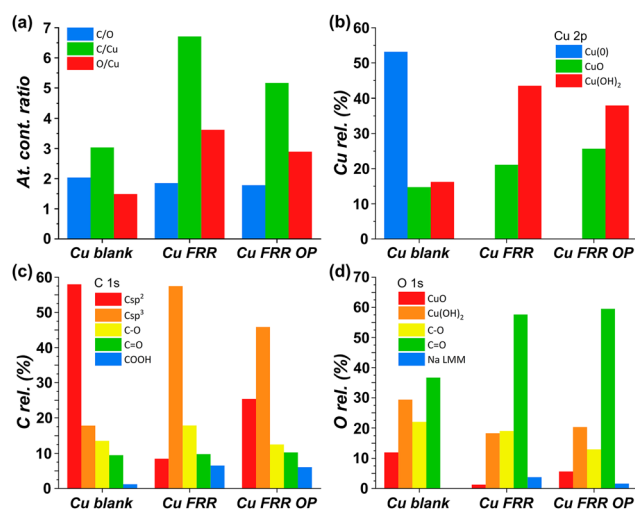 (a)
C/O
C/Cu
O/Cu
At. cont. ratio
7
6
5
4
3
2
1
0
Cu blank Cu FRR Cu FRR OP
(b)
Cu 2p
Cu(0)
CuO
Cu(OH)₂
Cu rel. (%)
60
50
40
30
20
10
0
Cu blank Cu FRR Cu FRR OP
(c)
C 1s
Csp²
Csp³
C-O
C=O
COOH
C rel. (%)
60
50
40
30
20
10
0
Cu blank Cu FRR Cu FRR OP
(d)
O 1s
CuO
Cu(OH)₂
C-O
C=O
Na LMM
O rel. (%)
70
60
50
40
30
20
10
0
Cu blank Cu FRR Cu FRR OP